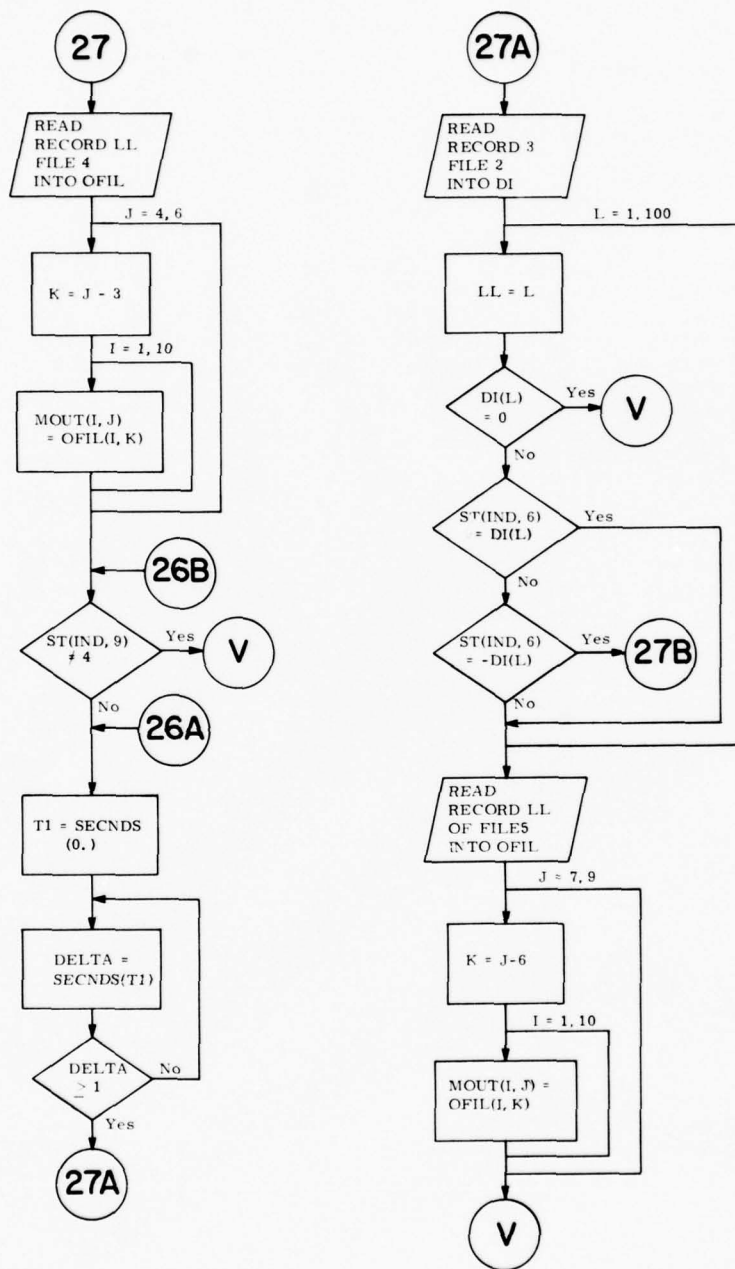 27
READ
RECORD LL
FILE 4
INTO OFIL
J = 4, 6
K = J - 3
I = 1, 10
MOUT(I, J)
= OFIL(I, K)
26B
ST(IND, 9)
≠ 4
Yes
V
No
26A
T1 = SECNDS
(0.)
DELTA =
SECNDS(T1)
DELTA
≥ 1
No
Yes
27A
27A
READ
RECORD 3
FILE 2
INTO DI
L = 1, 100
LL = L
DI(L)
= 0
Yes
V
No
ST(IND, 6)
= DI(L)
Yes
No
ST(IND, 6)
= -DI(L)
Yes
27B
No
READ
RECORD LL
OF FILE5
INTO OFIL
J = 7, 9
K = J-6
I = 1, 10
MOUT(I, J) =
OFIL(I, K)
V